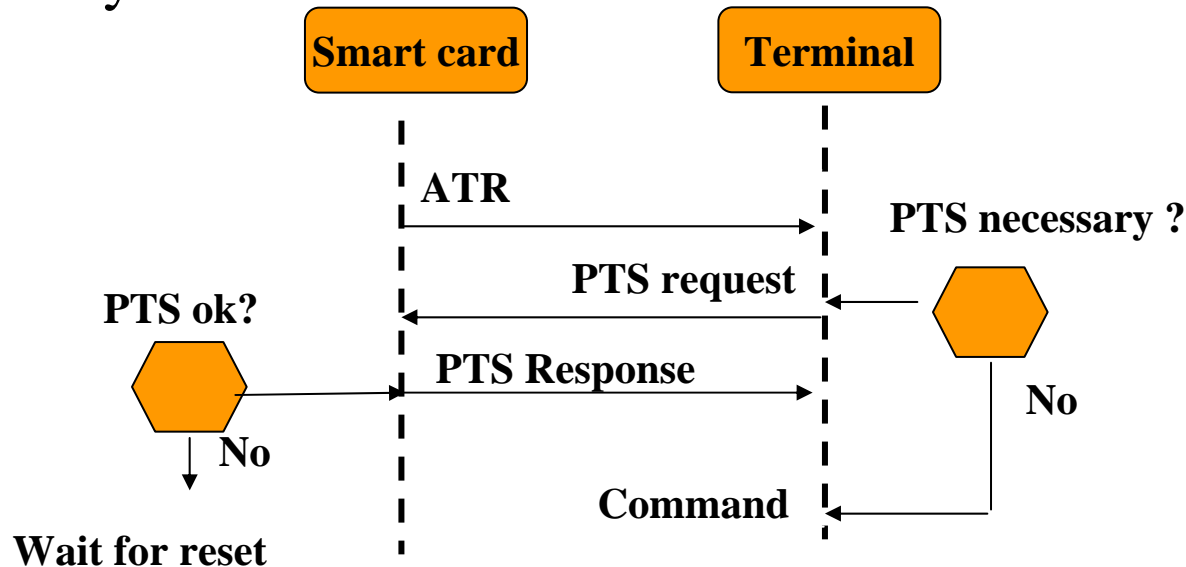 Smart card
Terminal
ATR
PTS necessary ?
PTS request
PTS ok?
PTS Response
No
No
Command
Wait for reset